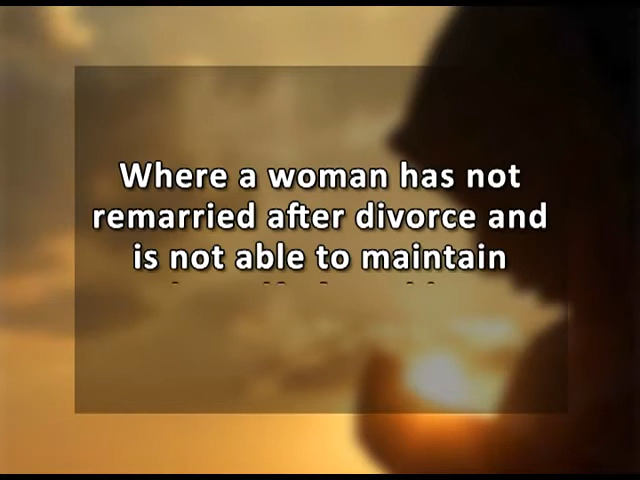 Where a woman has not
remarried after divorce and
is not able to maintain